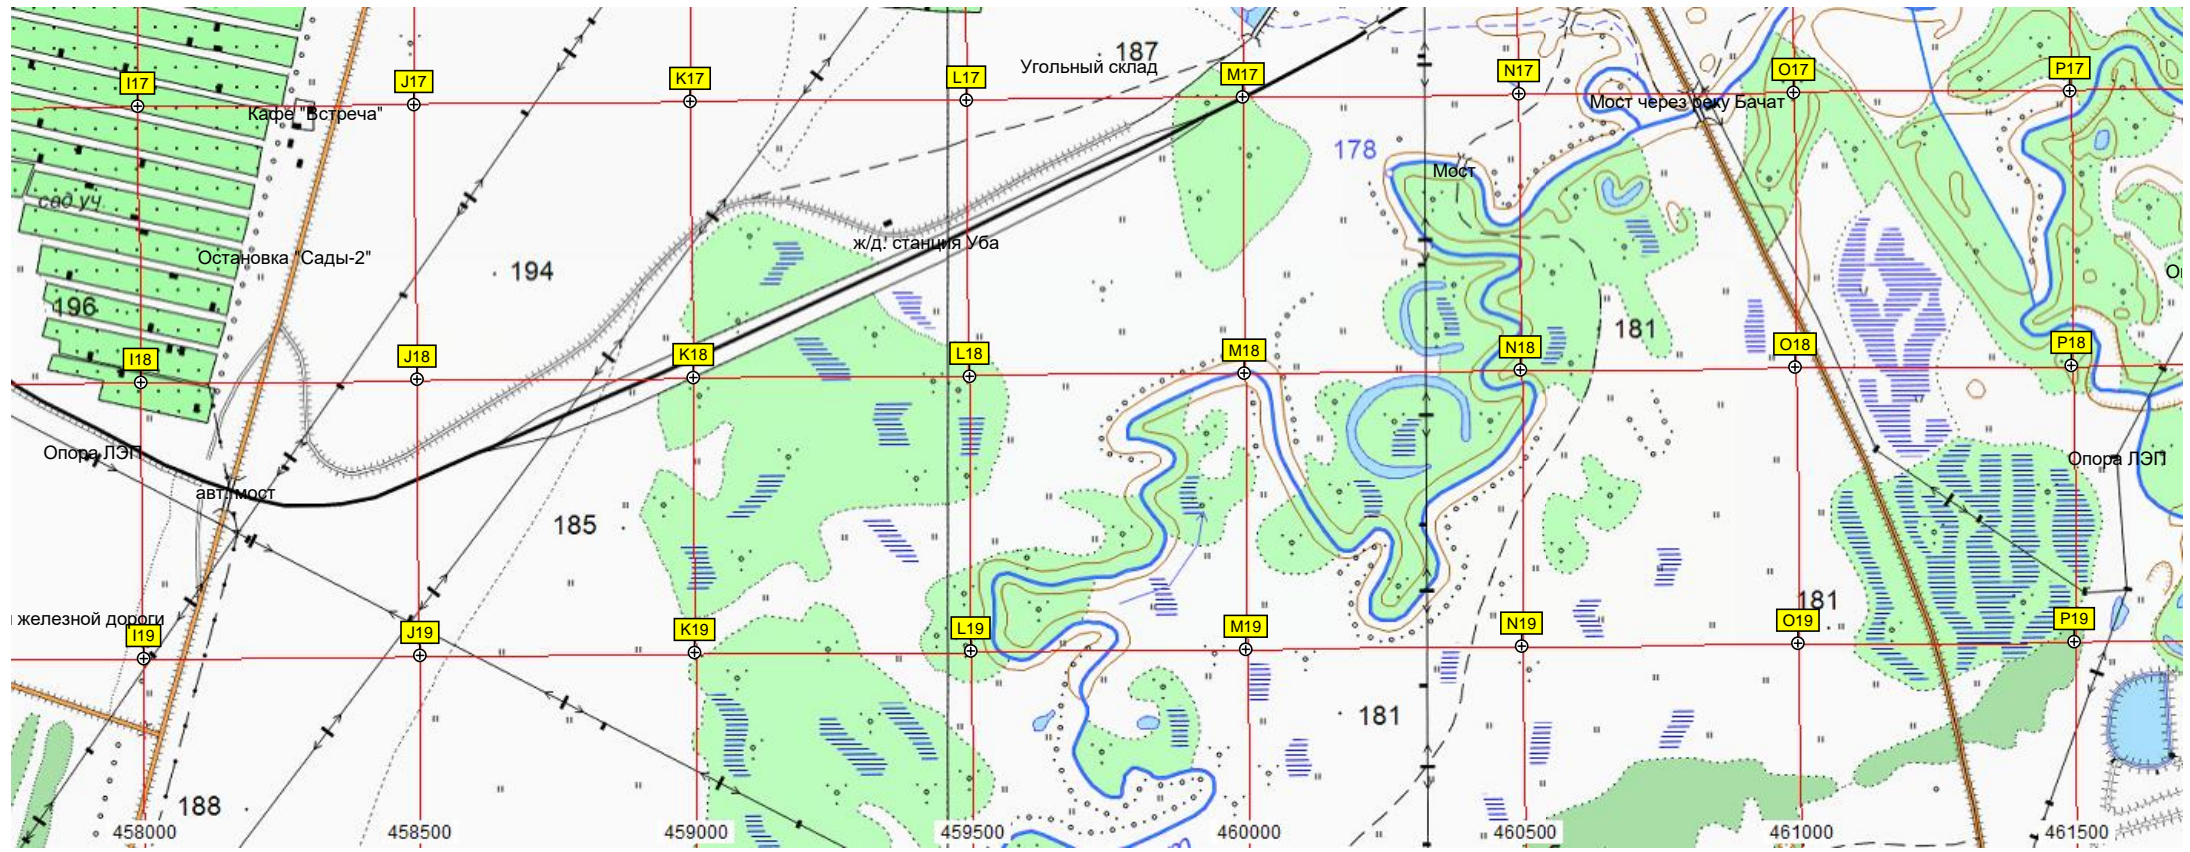 187
Угольный склад
I17
J17
K17
L17
M17
N17
O17
P17
Кафе "Встреча"
Мост через реку Бачат
178
Мост
сад уч.
ж/д. станция Уба
181
Остановка "Сады-2"
194
196
I18
J18
K18
L18
M18
N18
O18
P18
Опора ЛЭП
Опора ЛЭП
авт. мост
185
181
железной дороги
I19
J19
K19
L19
M19
N19
O19
P19
181
188
458000
458500
459000
459500
460000
460500
461000
461500